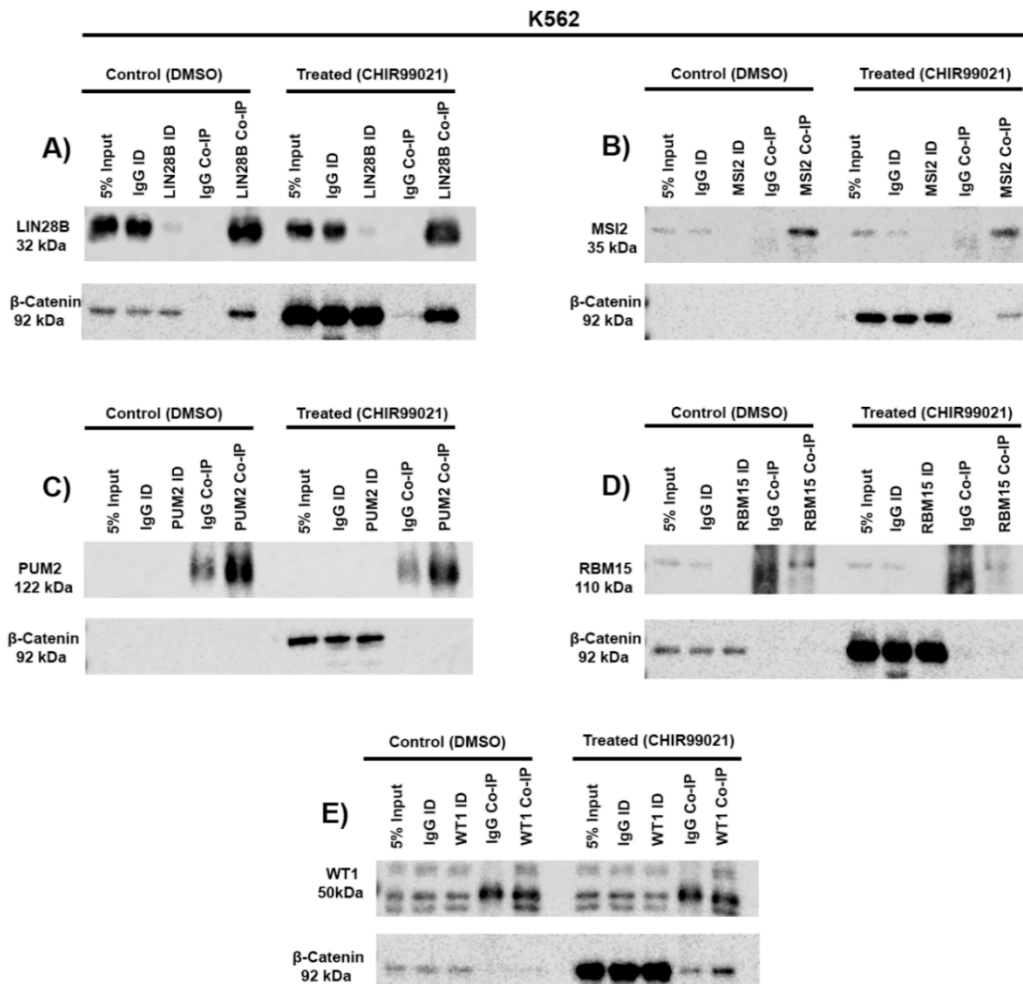 K562
A)
Control (DMSO) Treated (CHIR99021)
5% Input IgG ID LIN28B ID IgG Co-IP LIN28B Co-IP 5% Input IgG ID LIN28B ID IgG Co-IP LIN28B Co-IP
LIN28B
32 kDa
β-Catenin
92 kDa
B)
Control (DMSO) Treated (CHIR99021)
5% Input IgG ID MSI2 ID IgG Co-IP MSI2 Co-IP 5% Input IgG ID MSI2 ID IgG Co-IP MSI2 Co-IP
MSI2
35 kDa
β-Catenin
92 kDa
C)
Control (DMSO) Treated (CHIR99021)
5% Input IgG ID PUM2 ID IgG Co-IP PUM2 Co-IP 5% Input IgG ID PUM2 ID IgG Co-IP PUM2 Co-IP
PUM2
122 kDa
β-Catenin
92 kDa
D)
Control (DMSO) Treated (CHIR99021)
5% Input IgG ID RBM15 ID IgG Co-IP RBM15 Co-IP 5% Input IgG ID RBM15 ID IgG Co-IP RBM15 Co-IP
RBM15
110 kDa
β-Catenin
92 kDa
E)
Control (DMSO) Treated (CHIR99021)
5% Input IgG ID WT1 ID IgG Co-IP WT1 Co-IP 5% Input IgG ID WT1 ID IgG Co-IP WT1 Co-IP
WT1
50kDa
β-Catenin
92 kDa